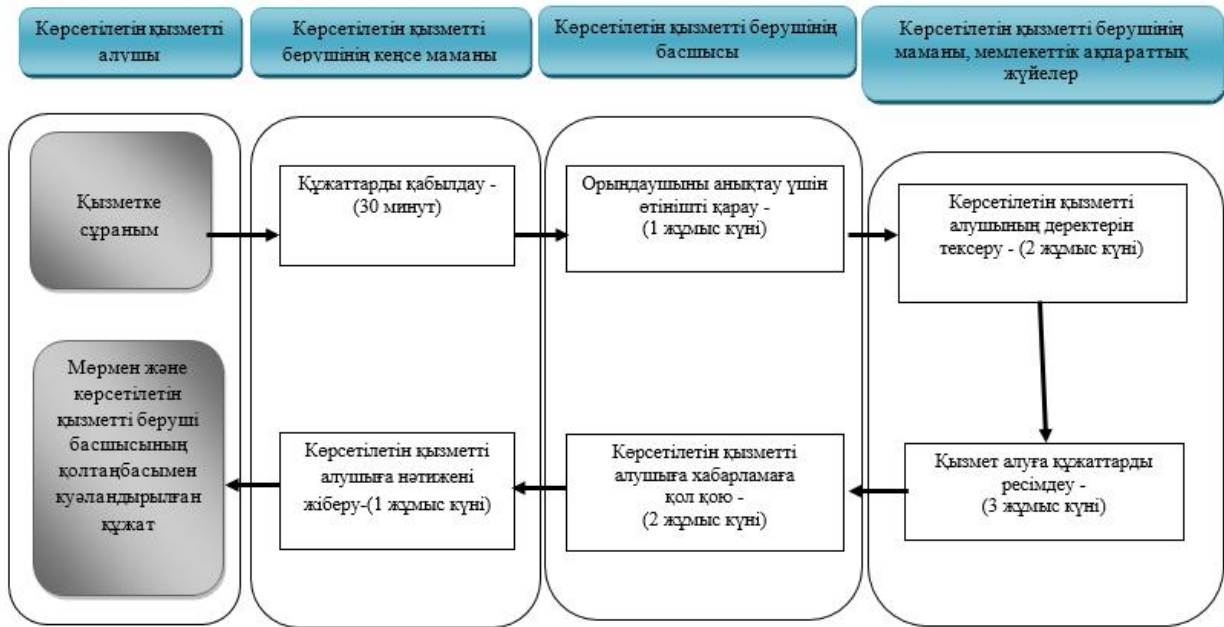 Көрсетілетін қызметті
алушы
Көрсетілетін қызметті
берушінің кеңсе маманы
Көрсетілетін қызметті берушінің
басшысы
Көрсетілетін қызметті берушінің
маманы, мемлекеттік ақпараттық
жүйелер
Қызметке
сұраным
Құжаттарды қабылдау -
(30 минут)
Орындаушыны анықтау үшін
өтінішті қарау -
(1 жұмыс күні)
Көрсетілетін қызметті
алушының деректерін
тексеру - (2 жұмыс күні)
Мөрмен және
көрсетілетін
қызметті беруші
басшысының
қолтаңбасымен
куәландырылған
құжат
Көрсетілетін қызметті
алушыға нәтижені
жіберу-(1 жұмыс күні)
Көрсетілетін қызметті
алушыға хабарламаға
қол қою -
(2 жұмыс күні)
Қызмет алуға құжаттарды
ресімдеу -
(3 жұмыс күні)